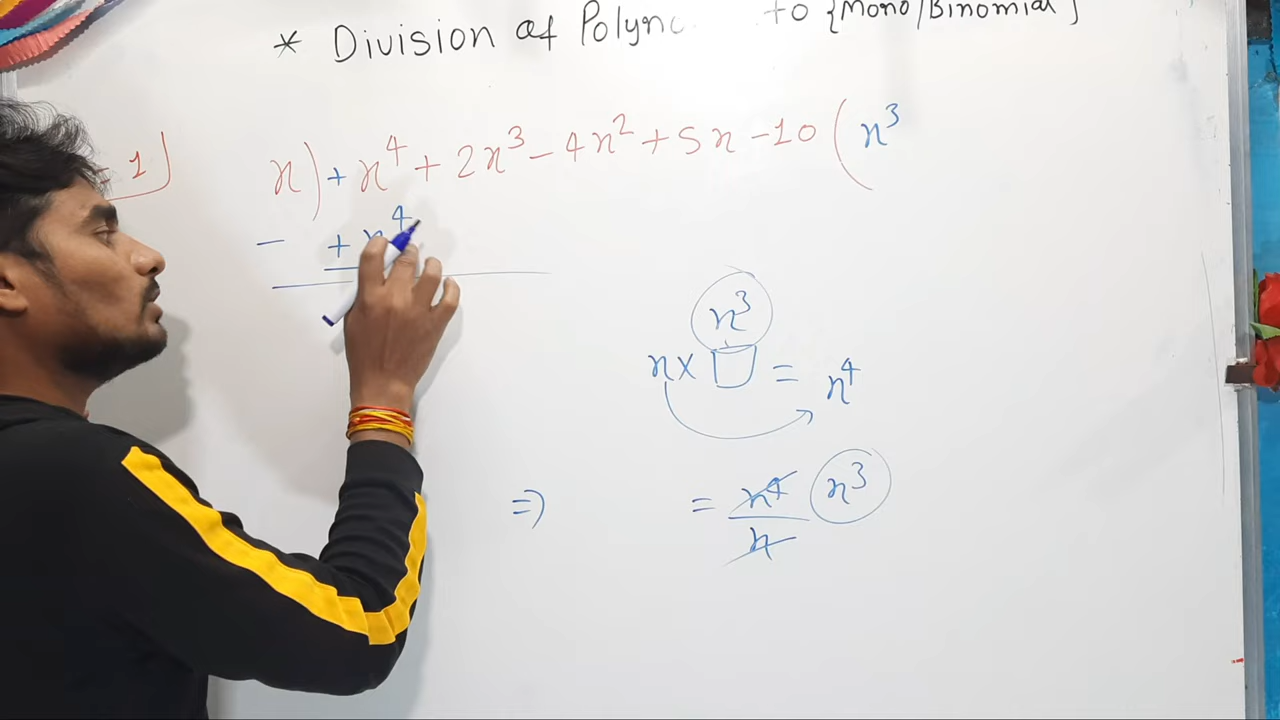 * Division of Polyn to {Mono/Binomial}
- 1)
x) + x⁴ + 2x³ - 4x² + 5x - 10 ( x³
- + x⁴
x³
x × = x⁴
⇒ = x⁴/x x³